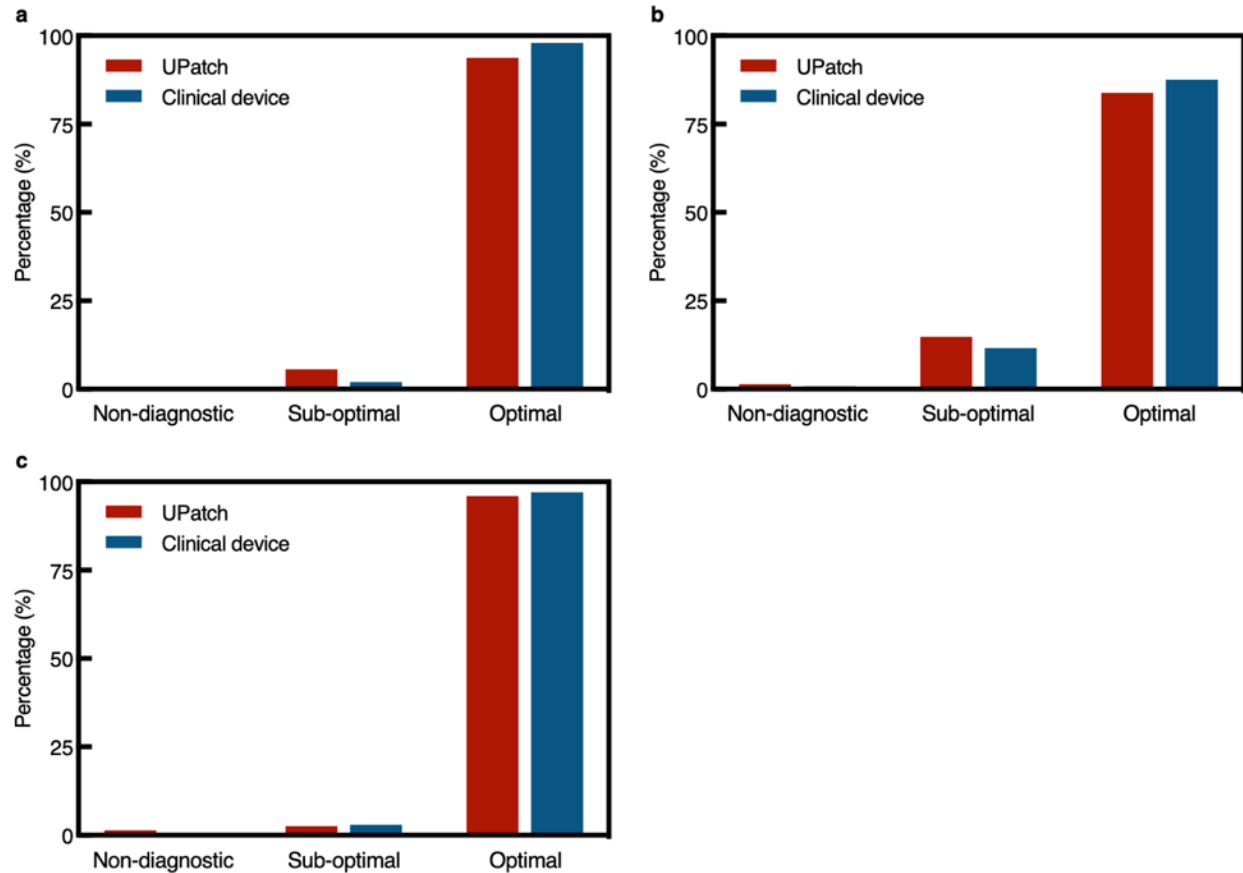 a
Percentage (%)
100
75
50
25
0
UPatch
Clinical device
Non-diagnostic Sub-optimal Optimal
b
Percentage (%)
100
75
50
25
0
UPatch
Clinical device
Non-diagnostic Sub-optimal Optimal
c
Percentage (%)
100
75
50
25
0
UPatch
Clinical device
Non-diagnostic Sub-optimal Optimal